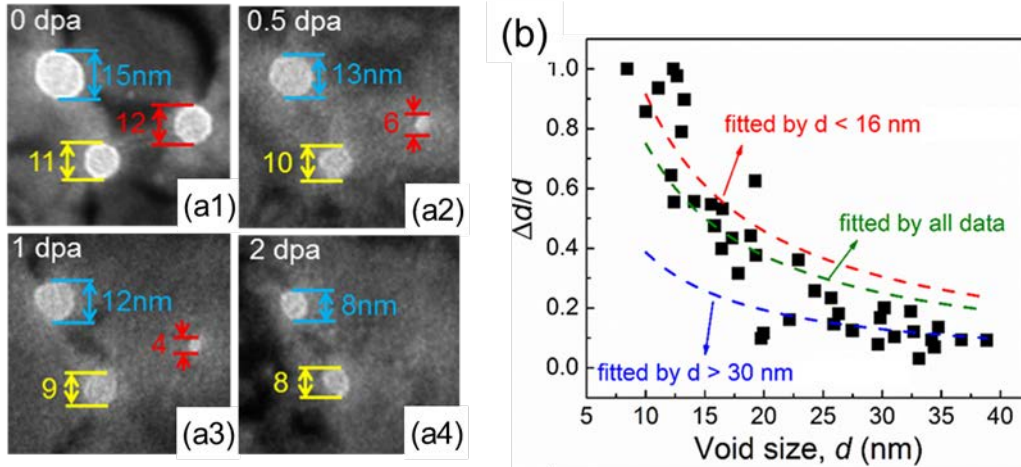 0 dpa
15nm
12
11
(a1)
0.5 dpa
13nm
6
10
(a2)
1 dpa
12nm
4
9
(a3)
2 dpa
8nm
8
(a4)
(b)
Δd/d
1.0
0.8
0.6
0.4
0.2
0.0
fitted by d < 16 nm
fitted by all data
fitted by d > 30 nm
5 10 15 20 25 30 35 40
Void size, d (nm)